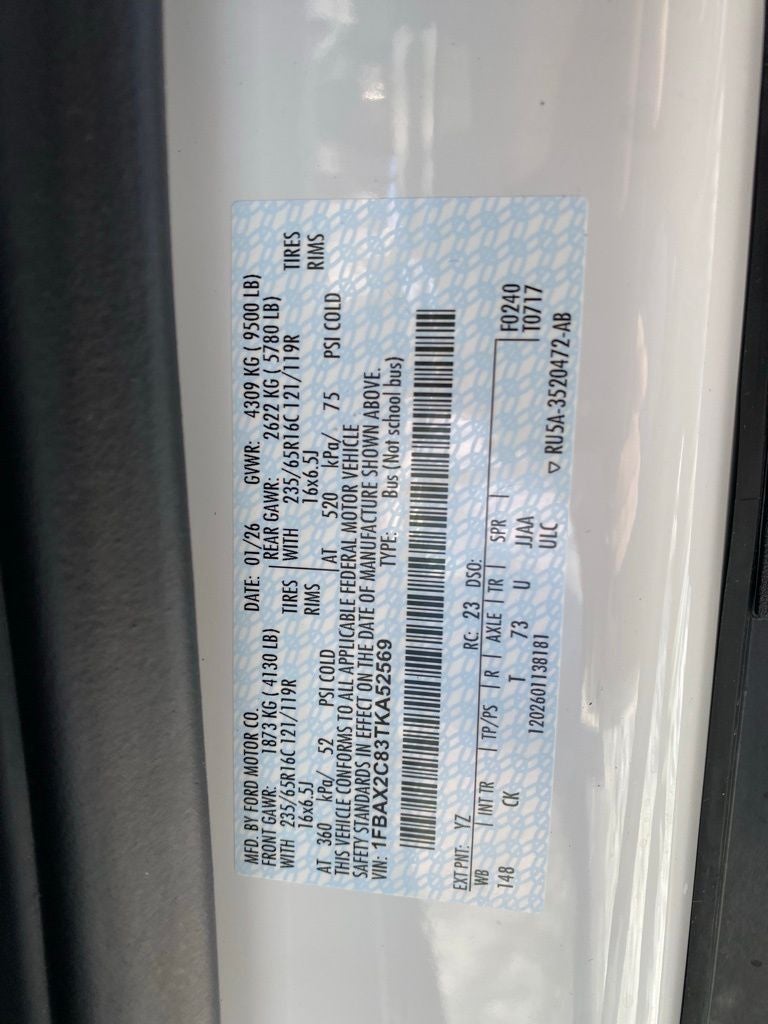 MFD. BY FORD MOTOR CO.
DATE: 01/26 GVWR: 4309 KG ( 9500 LB)
FRONT GAWR: 1873 KG ( 4130 LB) REAR GAWR: 2622 KG ( 5780 LB)
WITH 235/65R16C 121/119R TIRES WITH 235/65R16C 121/119R TIRES
16x6.5J RIMS 16x6.5J RIMS
AT 360 kPa/ 52 PSI COLD AT 520 kPa/ 75 PSI COLD
THIS VEHICLE CONFORMS TO ALL APPLICABLE FEDERAL MOTOR VEHICLE
SAFETY STANDARDS IN EFFECT ON THE DATE OF MANUFACTURE SHOWN ABOVE.
VIN: 1FBAX2C83TKA52569 TYPE: Bus (Not school bus)
EXT PNT: YZ RC: 23 DSO:
WB INT TR TP/PS R AXLE TR SPR F0240
148 CK T 73 U JJAA T0717
1202601138181 ULC ▽ RU5A-3520472-AB